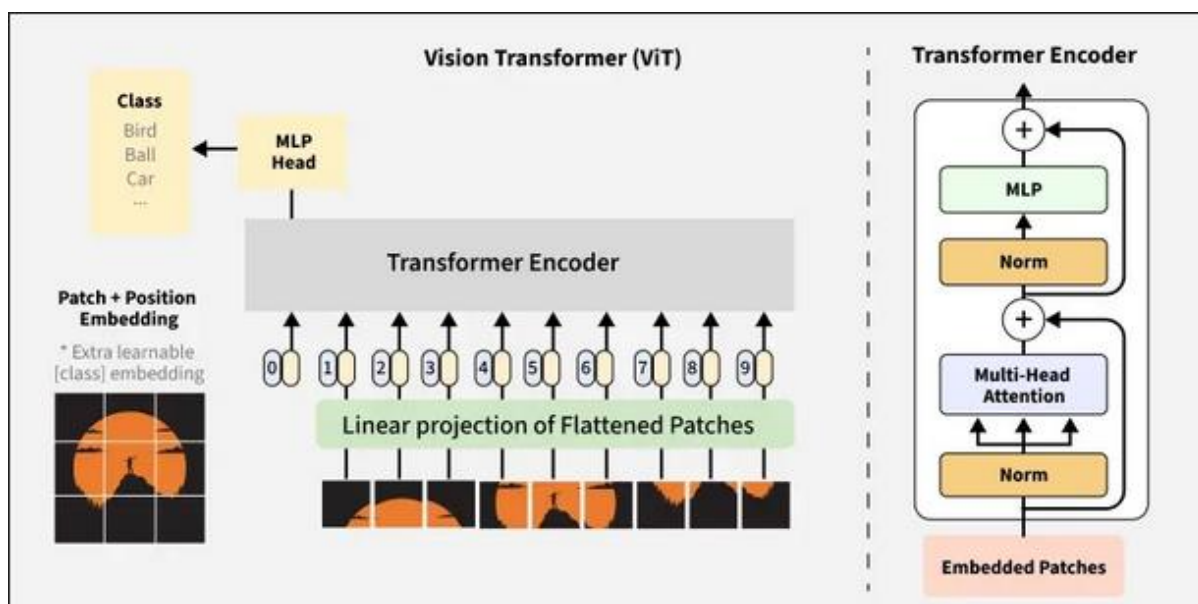 Vision Transformer (ViT)
Class
Bird
Ball
Car
...
MLP
Head
Transformer Encoder
Patch + Position
Embedding
* Extra learnable
[class] embedding
0 1 2 3 4 5 6 7 8 9
Linear projection of Flattened Patches
Transformer Encoder
+
MLP
Norm
+
Multi-Head
Attention
Norm
Embedded Patches